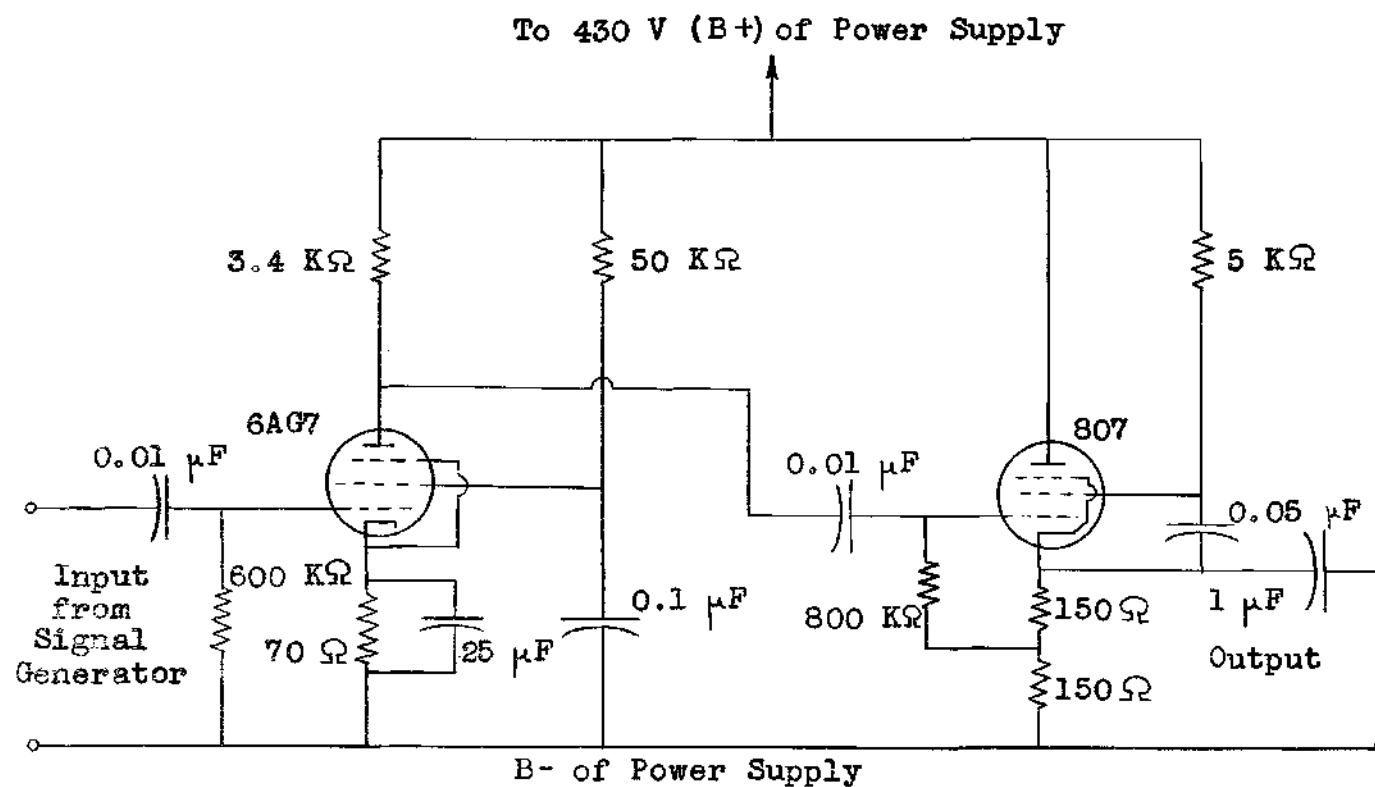 To 430 V (B+) of Power Supply
3.4 KΩ
50 KΩ
5 KΩ
6AG7
807
0.01 μF
0.01 μF
0.05 μF
Input
from
Signal
Generator
600 KΩ
70 Ω
25 μF
0.1 μF
800 KΩ
150Ω
1 μF
150Ω
Output
B- of Power Supply